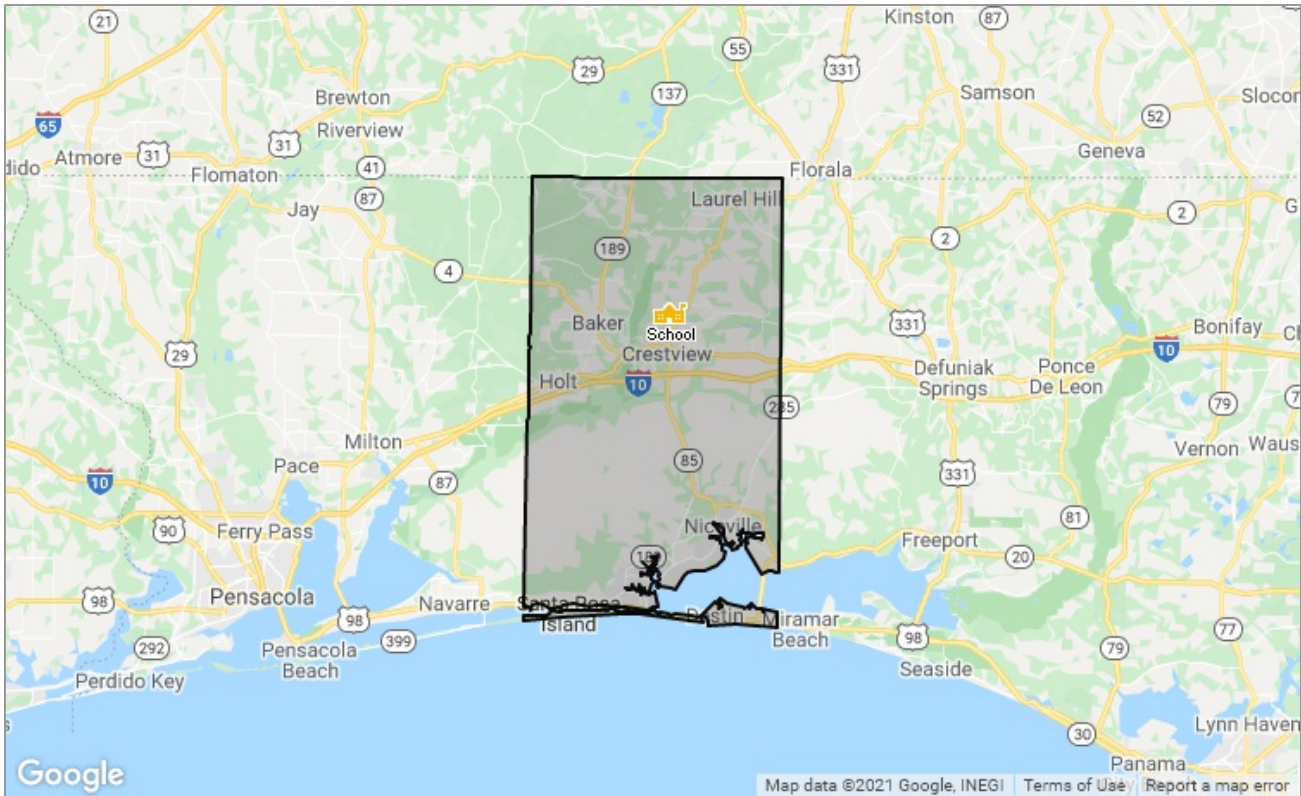 Kinston
87
21
55
29
331
Brewton
137
Samson
Slocom
65
Riverview
52
31
31
Geneva
Atmore
41
Florala
dido
Flomaton
87
Laurel Hill
Jay
2
G
189
2
4
School
Baker
331
Bonifay
29
Crestview
10
Cl
Defuniak
Springs
Ponce
De Leon
Holt
10
285
79
7
Milton
Vernon
Waus
Pace
85
331
10
87
81
Niceville
90
Ferry Pass
Freeport
20
98
Pensacola
Navarre
Santa Rosa
Island
Destin
Miramar
Beach
98
98
77
399
Pensacola
Beach
292
79
Seaside
Perdido Key
s
30
Lynn Haven
Panama
Google
Map data ©2021 Google, INEGI
Terms of Use
Report a map error